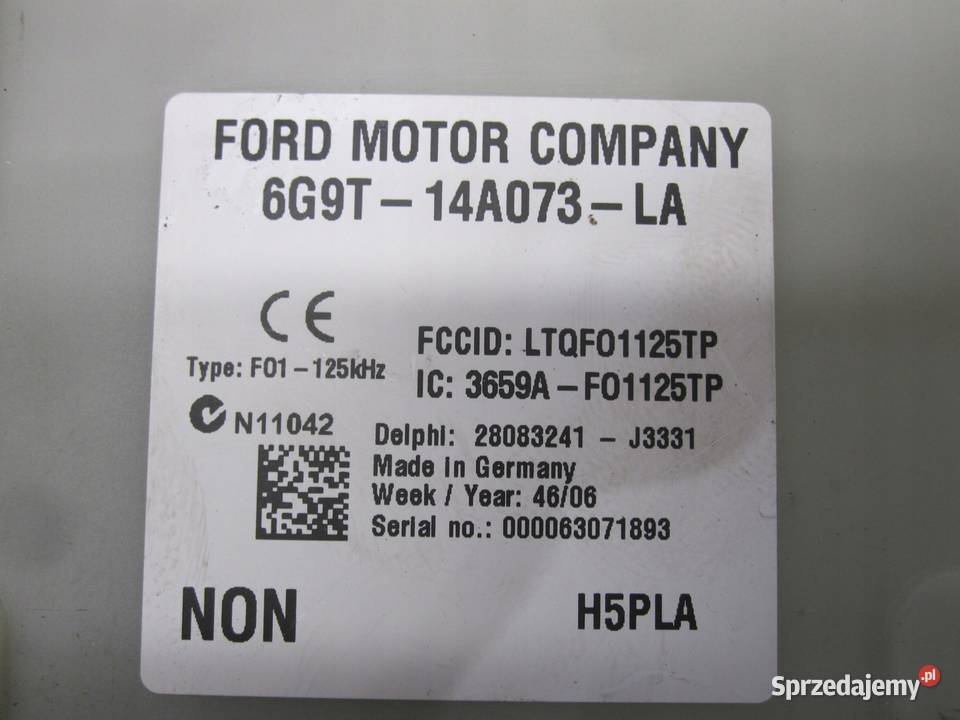 FORD MOTOR COMPANY
6G9T-14A073-LA
CE
FCCID: LTQFO1125TP
Type: FO1-125kHz
IC: 3659A-FO1125TP
N11042
Delphi: 28083241 - J3331
Made in Germany
Week / Year: 46/06
Serial no.: 000063071893
NON
H5PLA
Sprzedajemy.pl